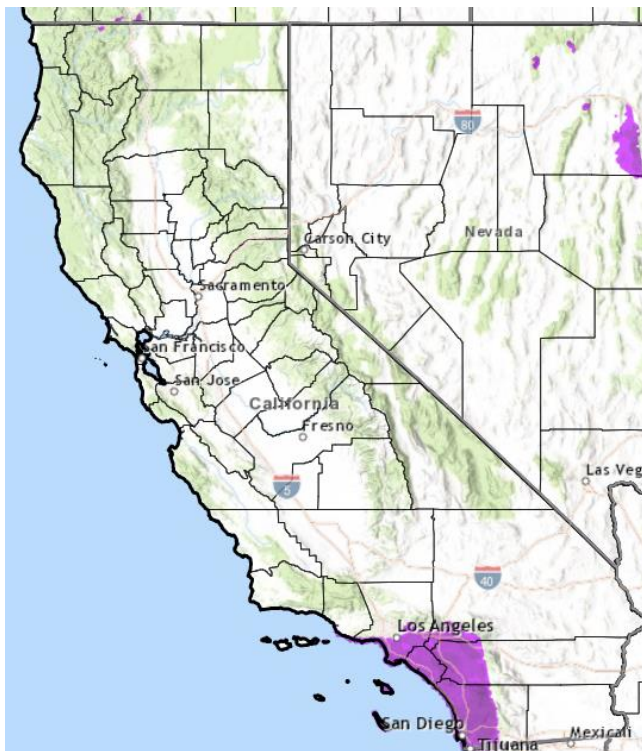 80
Nevada
Carson City
Sacramento
San Francisco
San Jose
California
Fresno
Las Veg
5
40
Los Angeles
San Diego
Mexicali
Tijuana